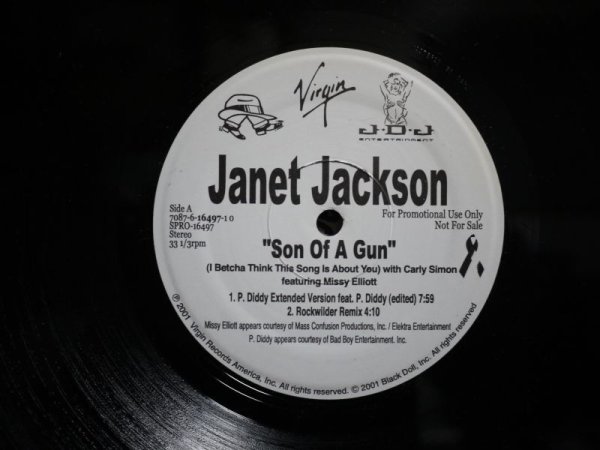 Virgin
J·D·J
ENTERTAINMENT
Janet Jackson
Side A
7087-6-16497-1 0
SPRO-16497
Stereo
33 1/3rpm
For Promotional Use Only
Not For Sale
"Son Of A Gun"
(I Betcha Think This Song Is About You) with Carly Simon
featuring Missy Elliott
1. P. Diddy Extended Version feat. P. Diddy (edited) 7:59
2. Rockwilder Remix 4:10
Missy Elliott appears courtesy of Mass Confusion Productions, Inc. / Elektra Entertainment
P. Diddy appears courtesy of Bad Boy Entertainment. Inc.
℗ 2001 Virgin Records America, Inc. All rights reserved. © 2001 Black Doll, Inc. All rights reserved.